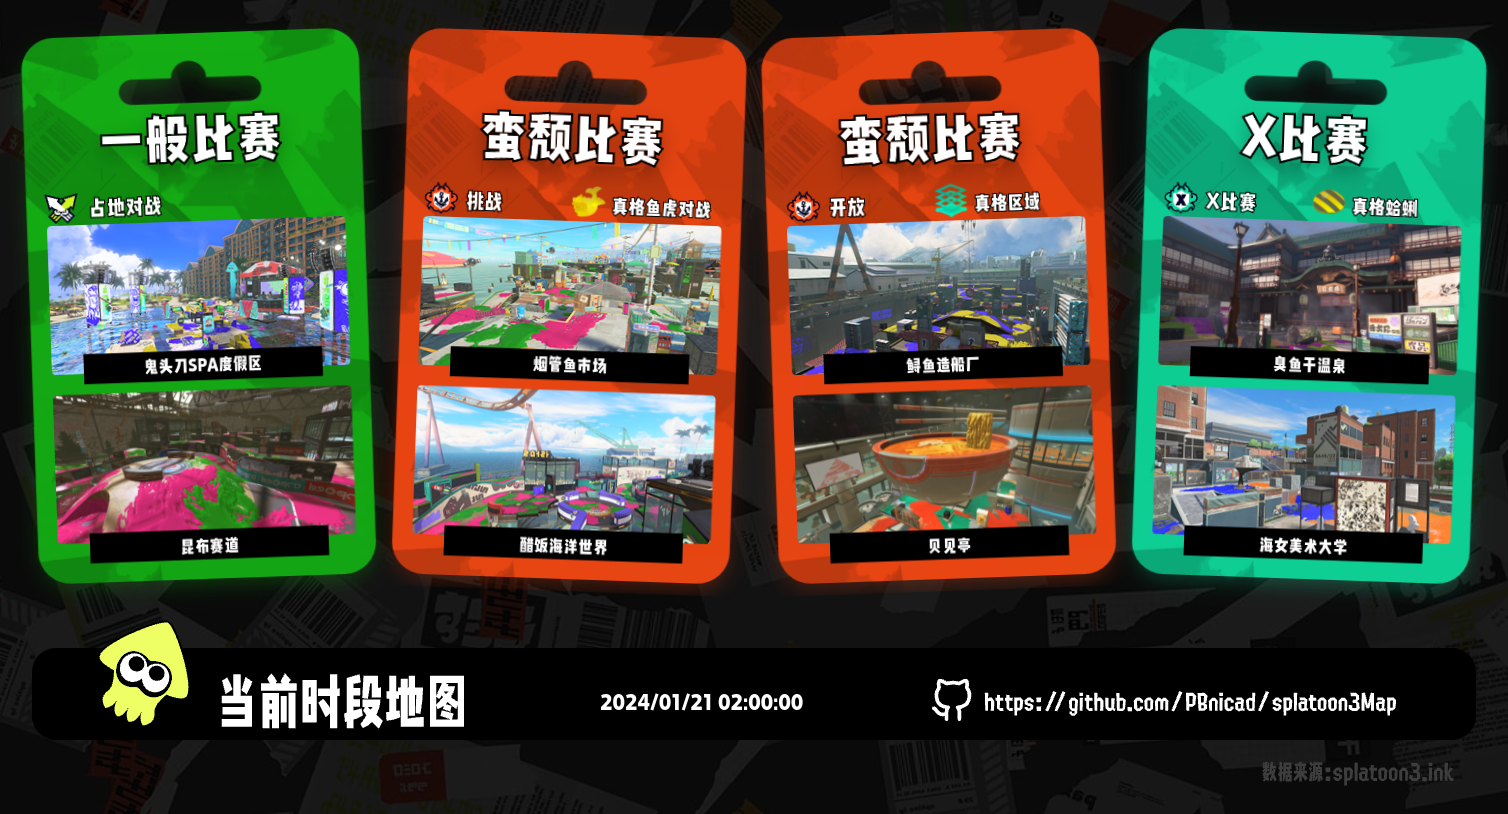 一般比赛
占地对战
鬼头刀SPA度假区
昆布赛道
蛮颓比赛
挑战
真格鱼虎对战
烟管鱼市场
醋饭海洋世界
蛮颓比赛
开放
真格区域
鲟鱼造船厂
贝见亭
X比赛
X比赛
真格蛤蜊
臭鱼干温泉
海女美术大学
当前时段地图
2024/01/21 02:00:00
https://github.com/PBnicad/splatoon3Map
数据来源:splatoon3.ink